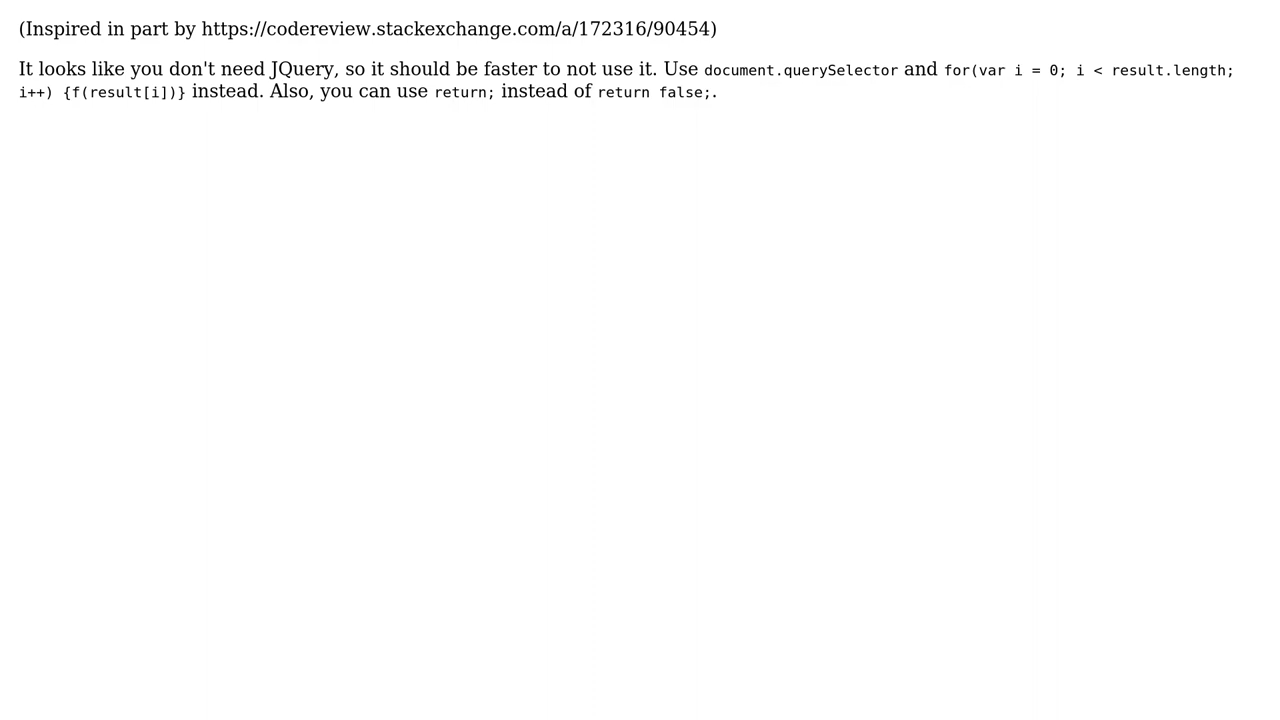 (Inspired in part by https://codereview.stackexchange.com/a/172316/90454)
It looks like you don't need JQuery, so it should be faster to not use it. Use document.querySelector and for(var i = 0; i < result.length;
i++) {f(result[i])} instead. Also, you can use return; instead of return false;.